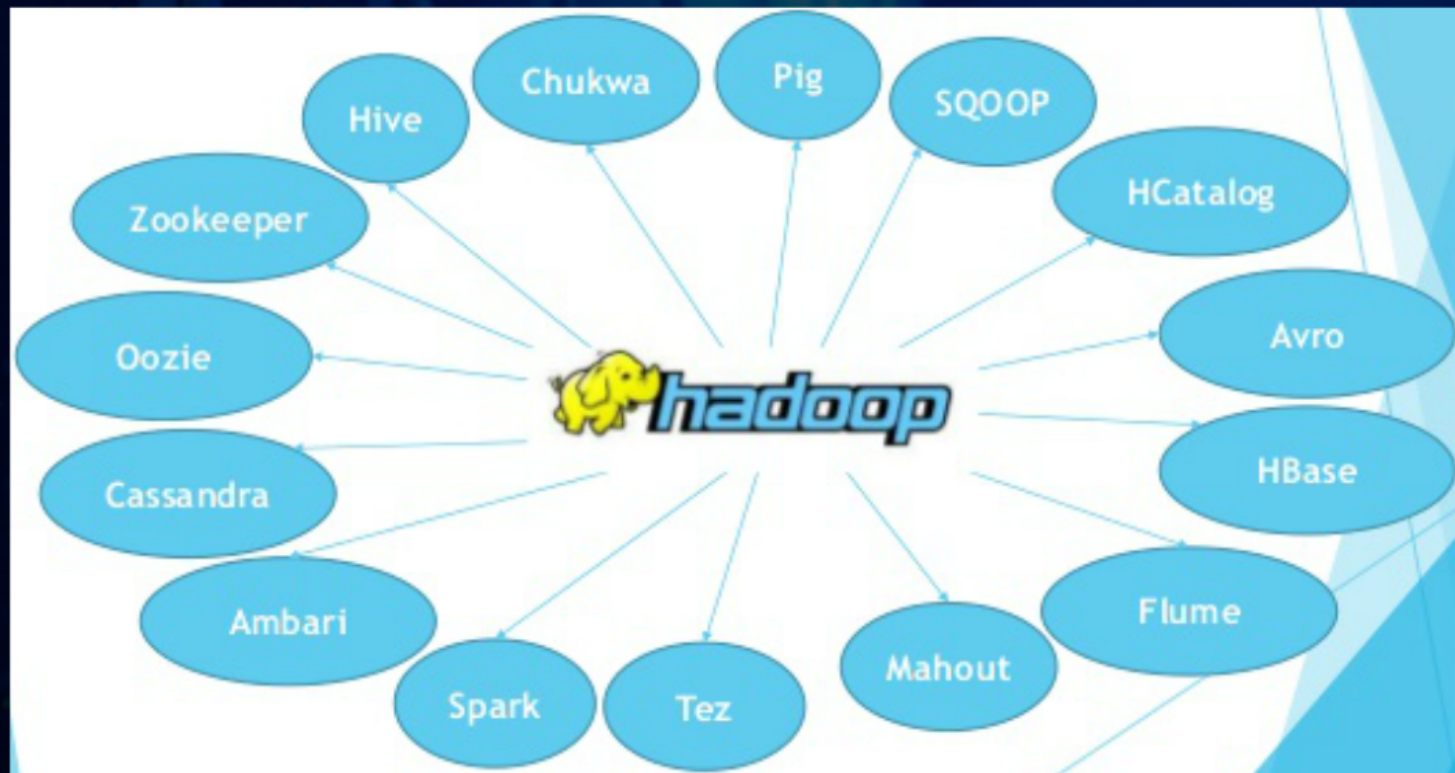 Chukwa
Pig
SQOOP
Hive
HCatalog
Zookeeper
Avro
Oozie
hadoop
HBase
Cassandra
Flume
Ambari
Mahout
Spark
Tez